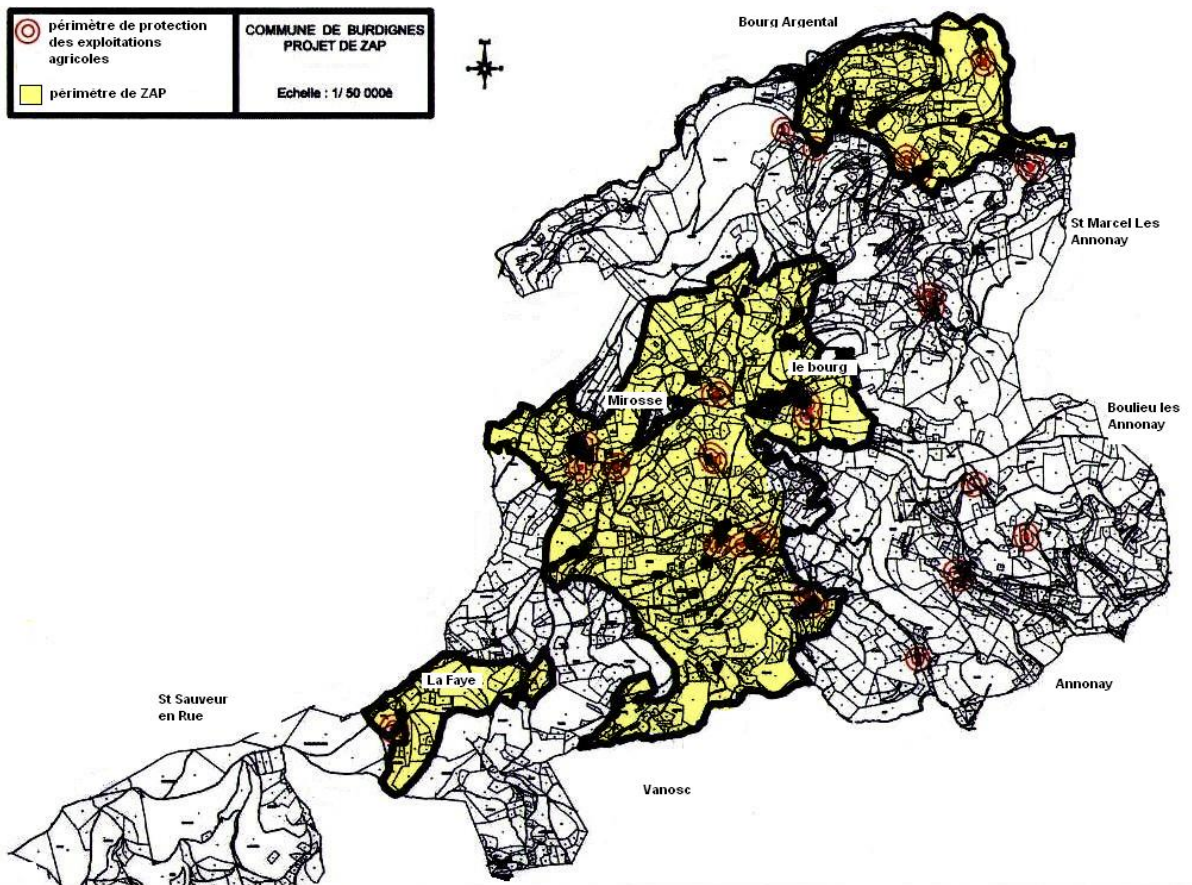 périmètre de protection
des exploitations
agricoles
périmètre de ZAP
COMMUNE DE BURDIGNES
PROJET DE ZAP
Echelle : 1/ 50 000è
Bourg Argental
St Marcel Les
Annonay
le bourg
Mirosse
Boulieu les
Annonay
La Faye
St Sauveur
en Rue
Annonay
Vanosc